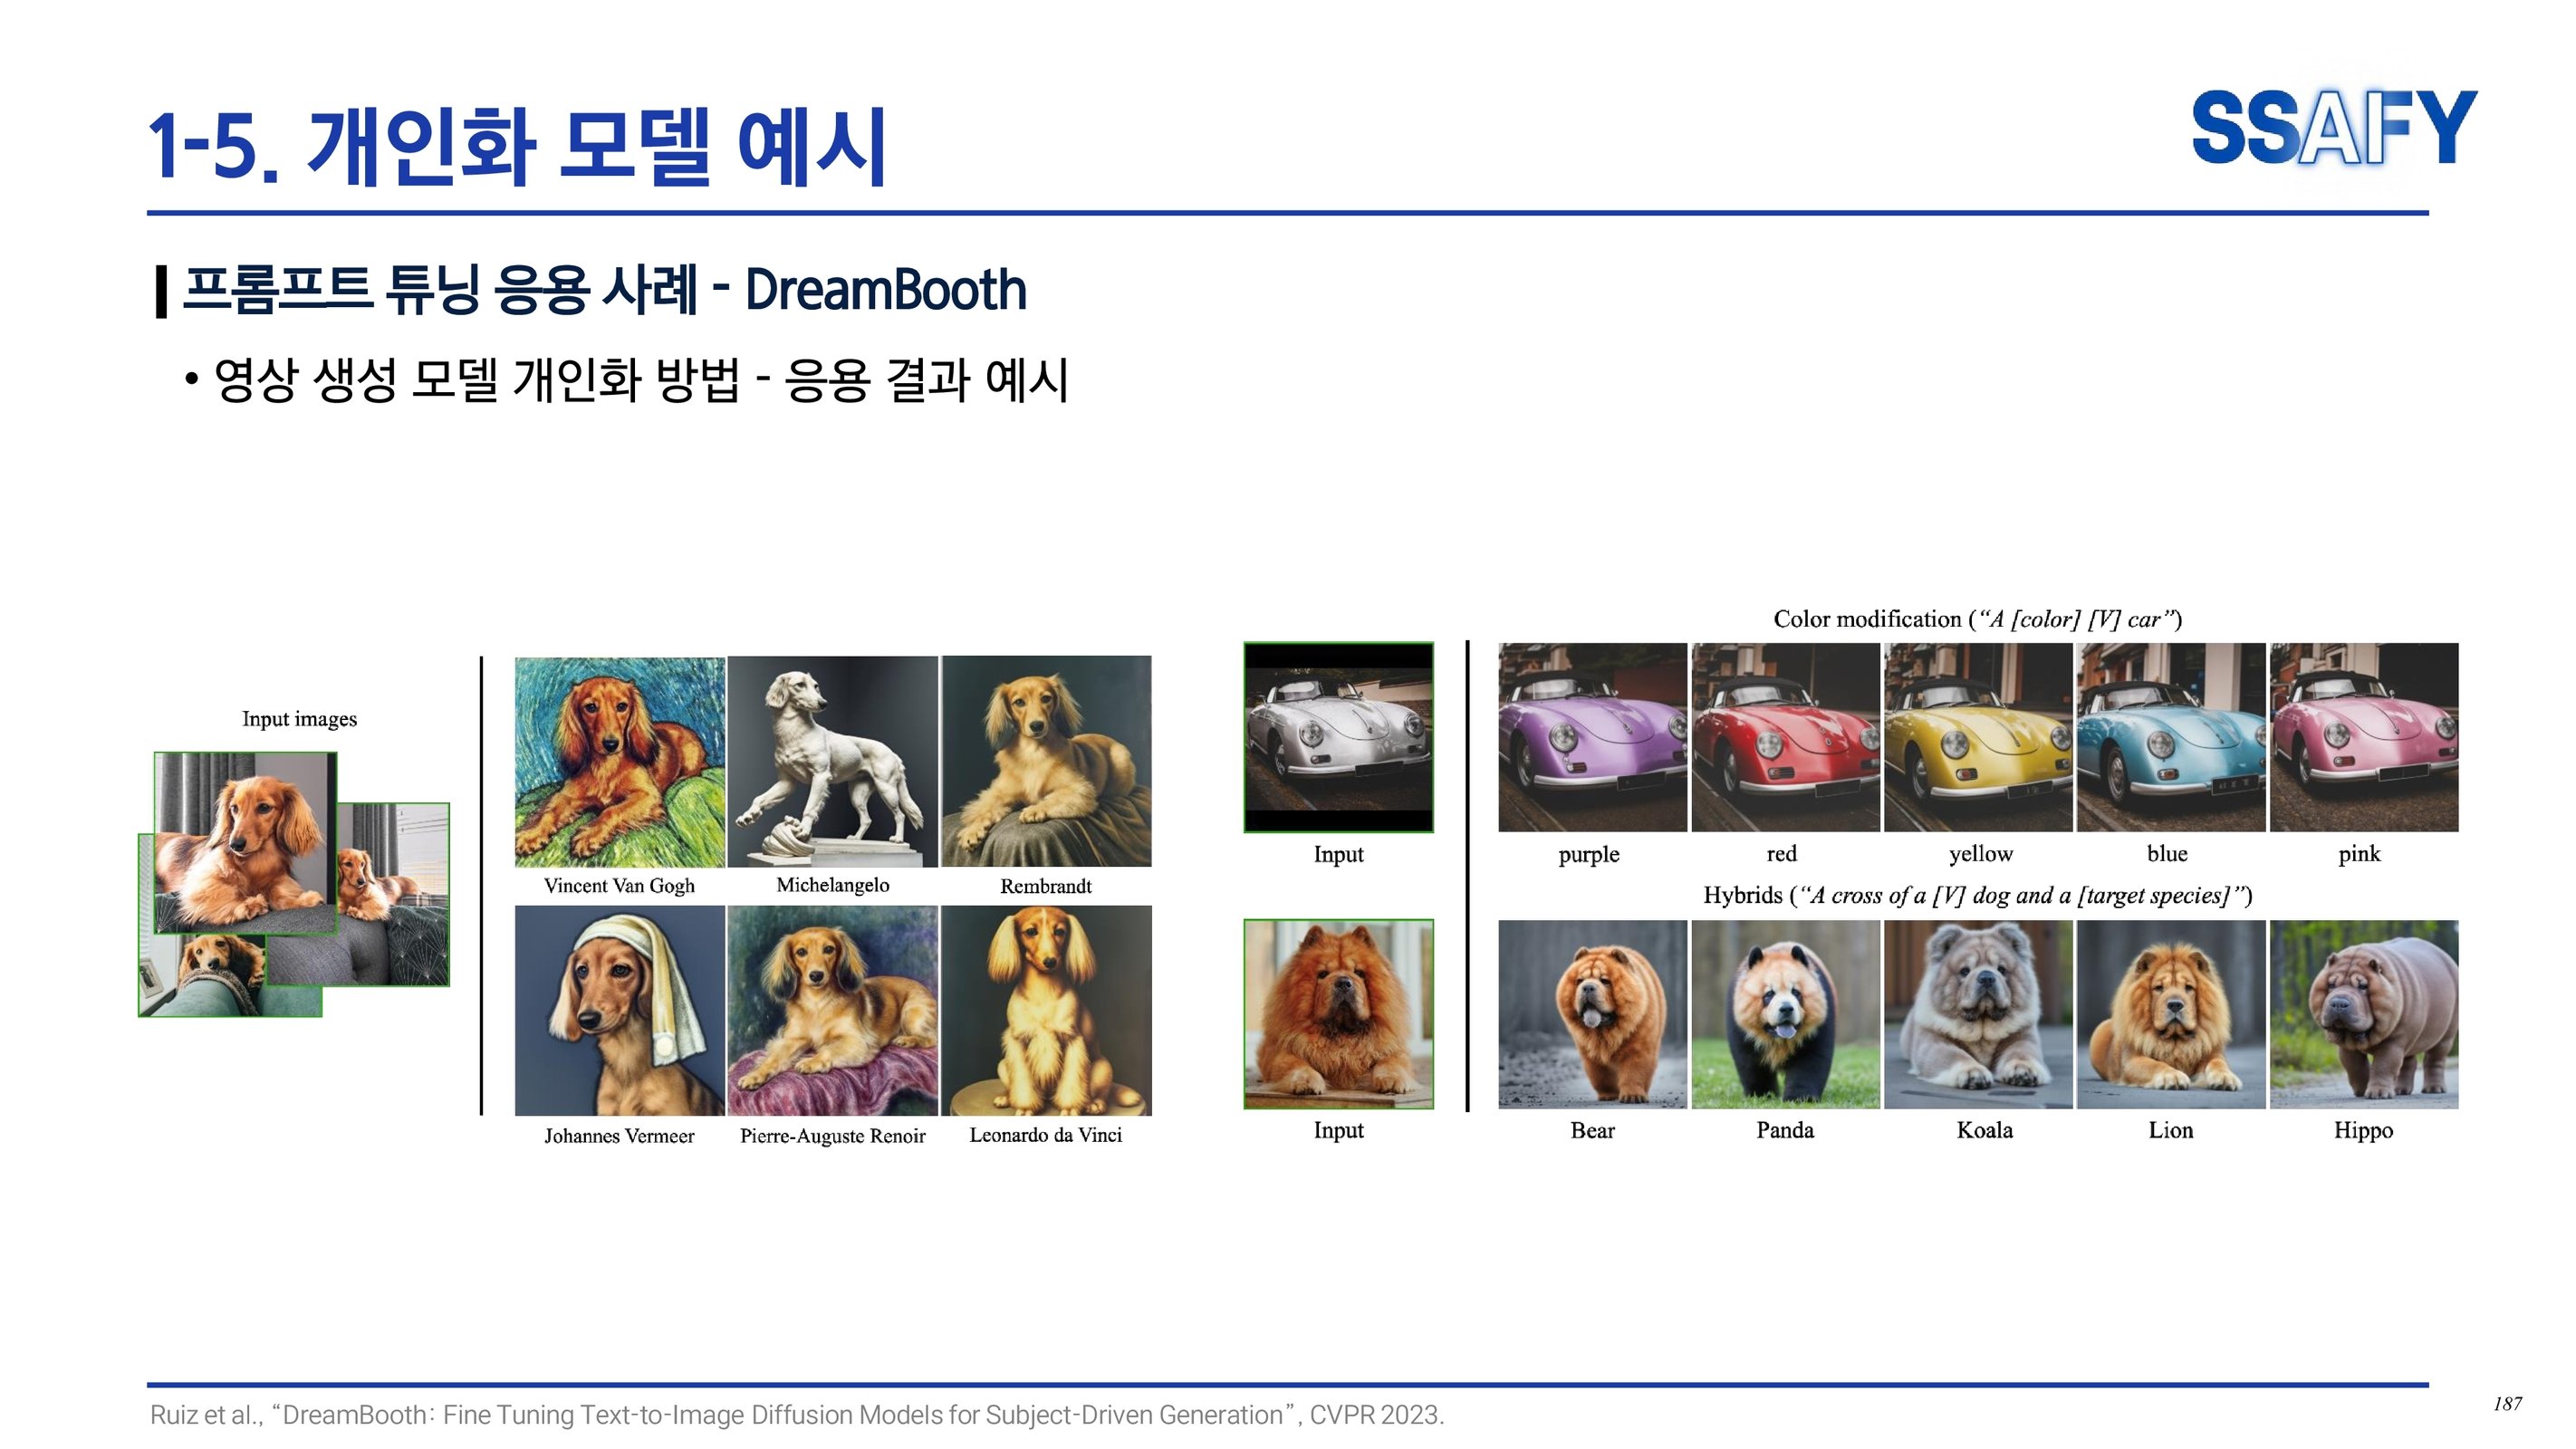 1-5. 개인화 모델 예시
SSAFY
프롬프트 튜닝 응용 사례 - DreamBooth
• 영상 생성 모델 개인화 방법 - 응용 결과 예시
Input images
Vincent Van Gogh
Michelangelo
Rembrandt
Johannes Vermeer
Pierre-Auguste Renoir
Leonardo da Vinci
Color modification (“A [color] [V] car”)
Input
purple
red
yellow
blue
pink
Hybrids (“A cross of a [V] dog and a [target species]”)
Input
Bear
Panda
Koala
Lion
Hippo
Ruiz et al., “DreamBooth: Fine Tuning Text-to-Image Diffusion Models for Subject-Driven Generation”, CVPR 2023.
187